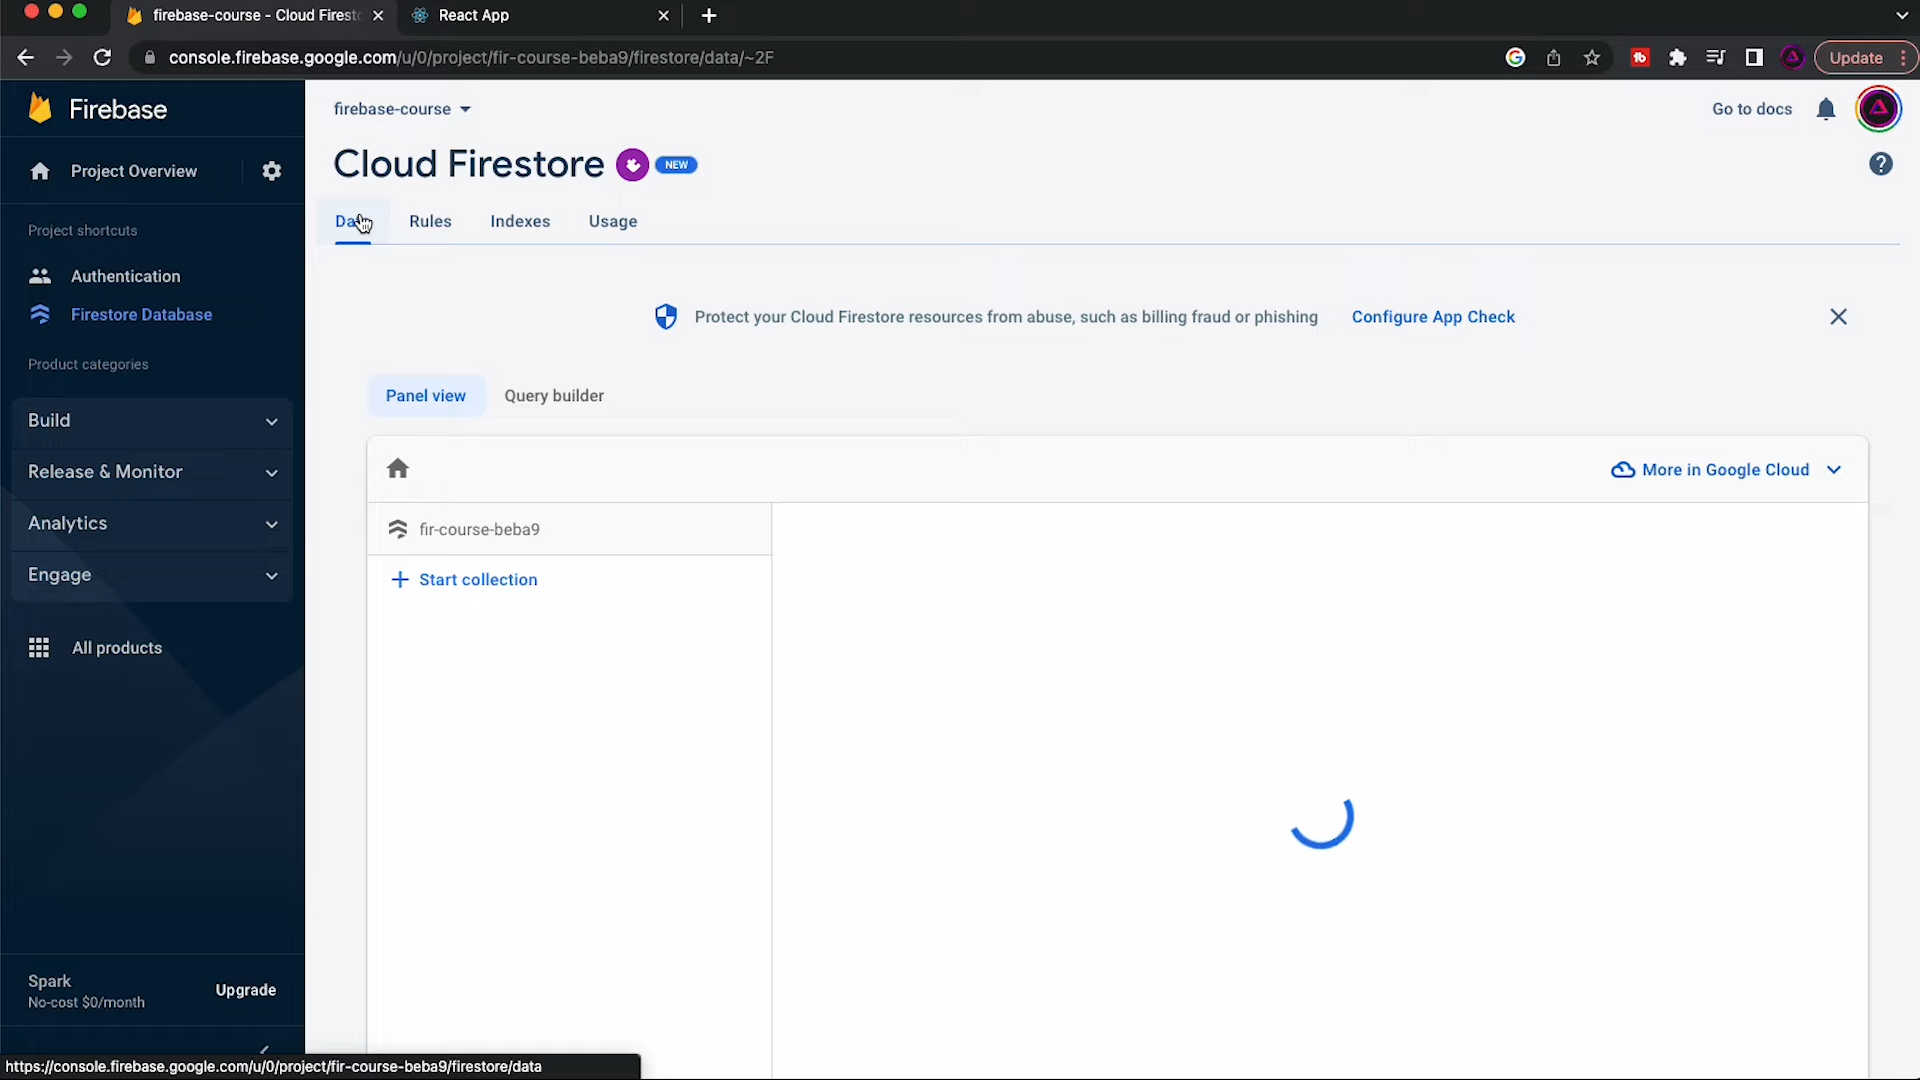 firebase-course - Cloud Firesto
React App
console.firebase.google.com/u/0/project/fir-course-beba9/firestore/data/~2F
Update
Firebase
firebase-course
Go to docs
Project Overview
Cloud Firestore
NEW
Data
Rules
Indexes
Usage
Project shortcuts
Authentication
Firestore Database
Protect your Cloud Firestore resources from abuse, such as billing fraud or phishing
Configure App Check
Product categories
Panel view
Query builder
Build
Release & Monitor
More in Google Cloud
Analytics
fir-course-beba9
Engage
Start collection
All products
Spark
No-cost $0/month
Upgrade
https://console.firebase.google.com/u/0/project/fir-course-beba9/firestore/data